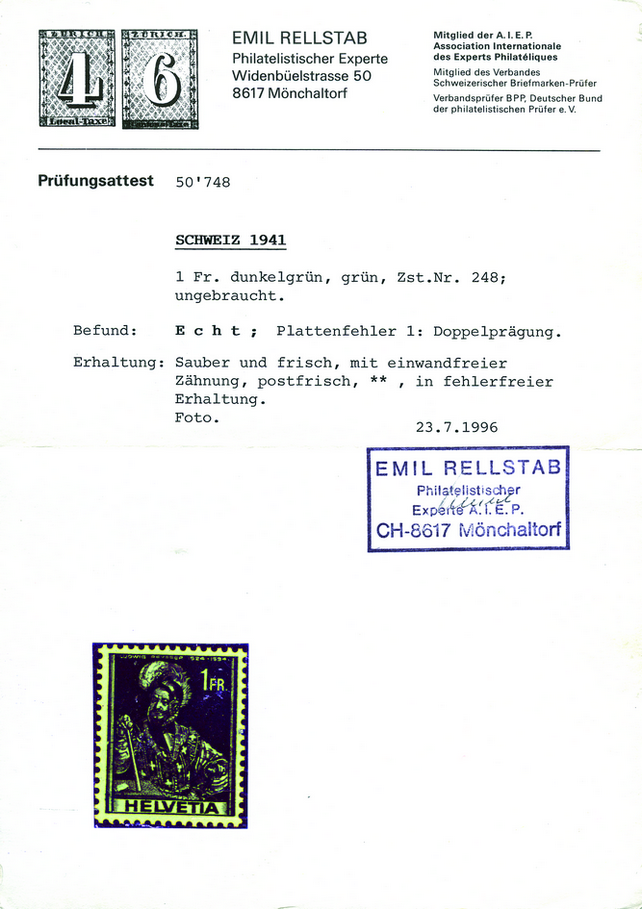 ZÜRICH.
ZÜRICH.
4
6
Local-Taxe
EMIL RELLSTAB
Philatelistischer Experte
Widenbüelstrasse 50
8617 Mönchaltorf
Mitglied der A. I. E. P.
Association Internationale
des Experts Philatéliques
Mitglied des Verbandes
Schweizerischer Briefmarken-Prüfer
Verbandsprüfer BPP, Deutscher Bund
der philatelistischen Prüfer e. V.
Prüfungsattest 50'748
SCHWEIZ 1941
1 Fr. dunkelgrün, grün, Zst.Nr. 248;
ungebraucht.
Befund: E c h t ; Plattenfehler 1: Doppelprägung.
Erhaltung: Sauber und frisch, mit einwandfreier
Zähnung, postfrisch, ** , in fehlerfreier
Erhaltung.
Foto.
23.7.1996
EMIL RELLSTAB
Philatelistischer
Experte A. I. E. P.
CH-8617 Mönchaltorf
1FR.
HELVETIA